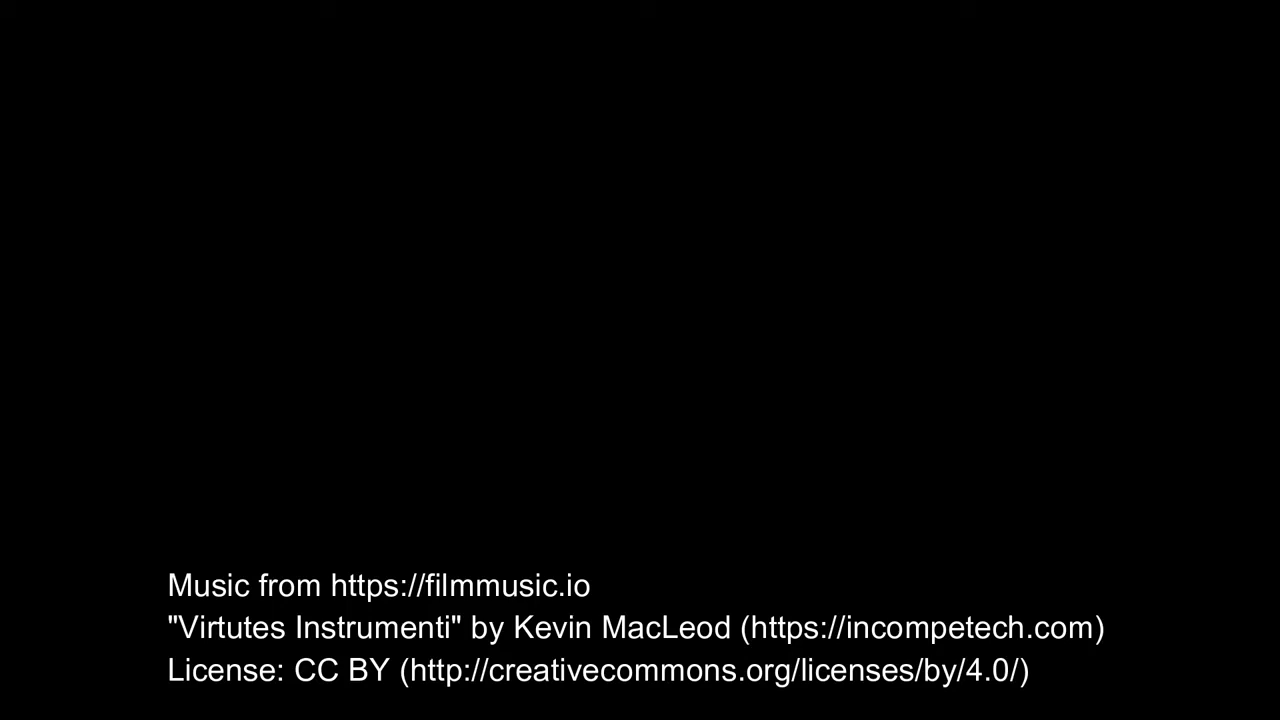 Music from https://filmmusic.io
"Virtutes Instrumenti" by Kevin MacLeod (https://incompetech.com)
License: CC BY (http://creativecommons.org/licenses/by/4.0/)